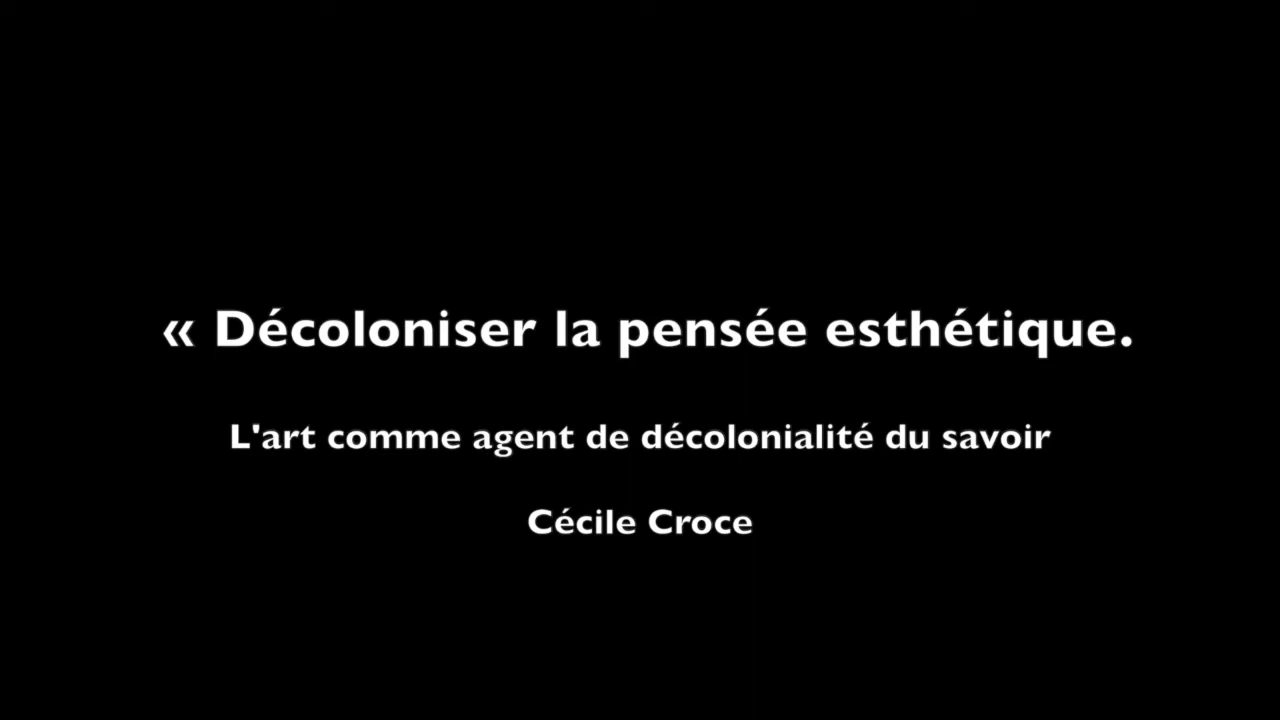 « Décoloniser la pensée esthétique.
L'art comme agent de décolonialité du savoir
Cécile Croce